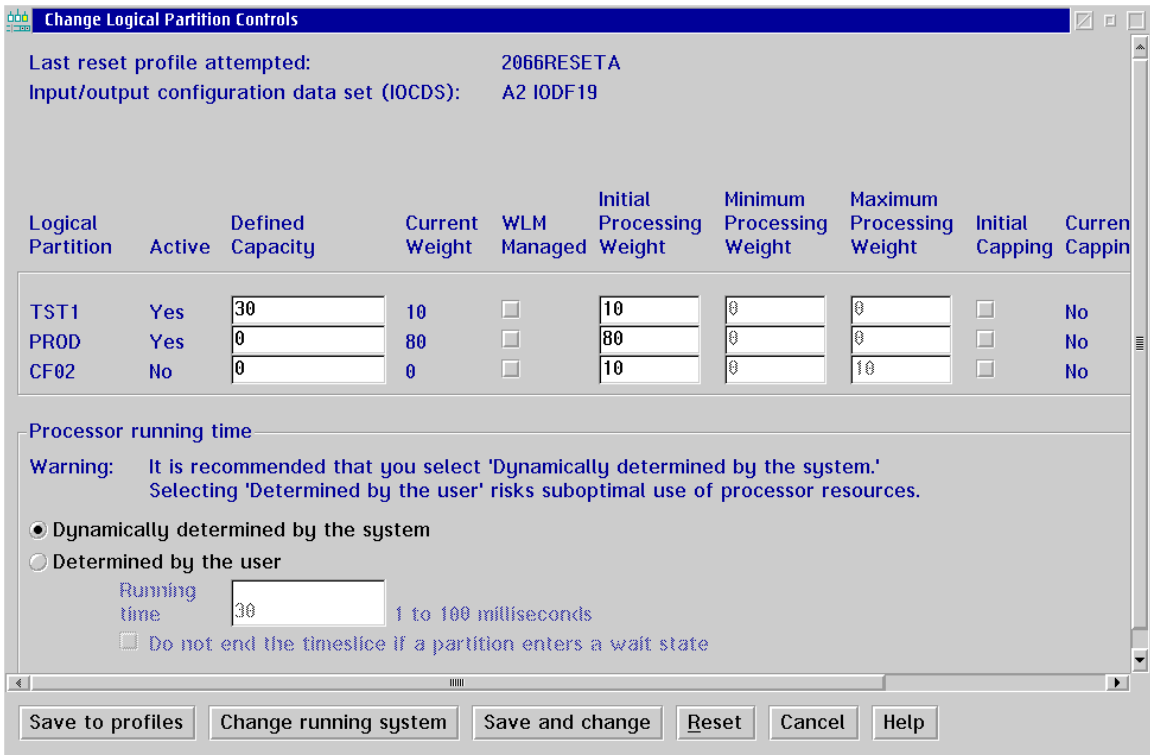 Change Logical Partition Controls
Last reset profile attempted: 2066RESETA
Input/output configuration data set (IOCDS): A2 IODF19
Initial Minimum Maximum
Logical Defined Current WLM Processing Processing Processing Initial Curren
Partition Active Capacity Weight Managed Weight Weight Weight Capping Cappin
TST1 Yes 30 10 10 0 0 No
PROD Yes 0 80 80 0 0 No
CF02 No 0 0 10 0 10 No
Processor running time
Warning: It is recommended that you select 'Dynamically determined by the system.'
Selecting 'Determined by the user' risks suboptimal use of processor resources.
Dynamically determined by the system
Determined by the user
Running
time 30 1 to 100 milliseconds
Do not end the timeslice if a partition enters a wait state
Save to profiles Change running system Save and change Reset Cancel Help